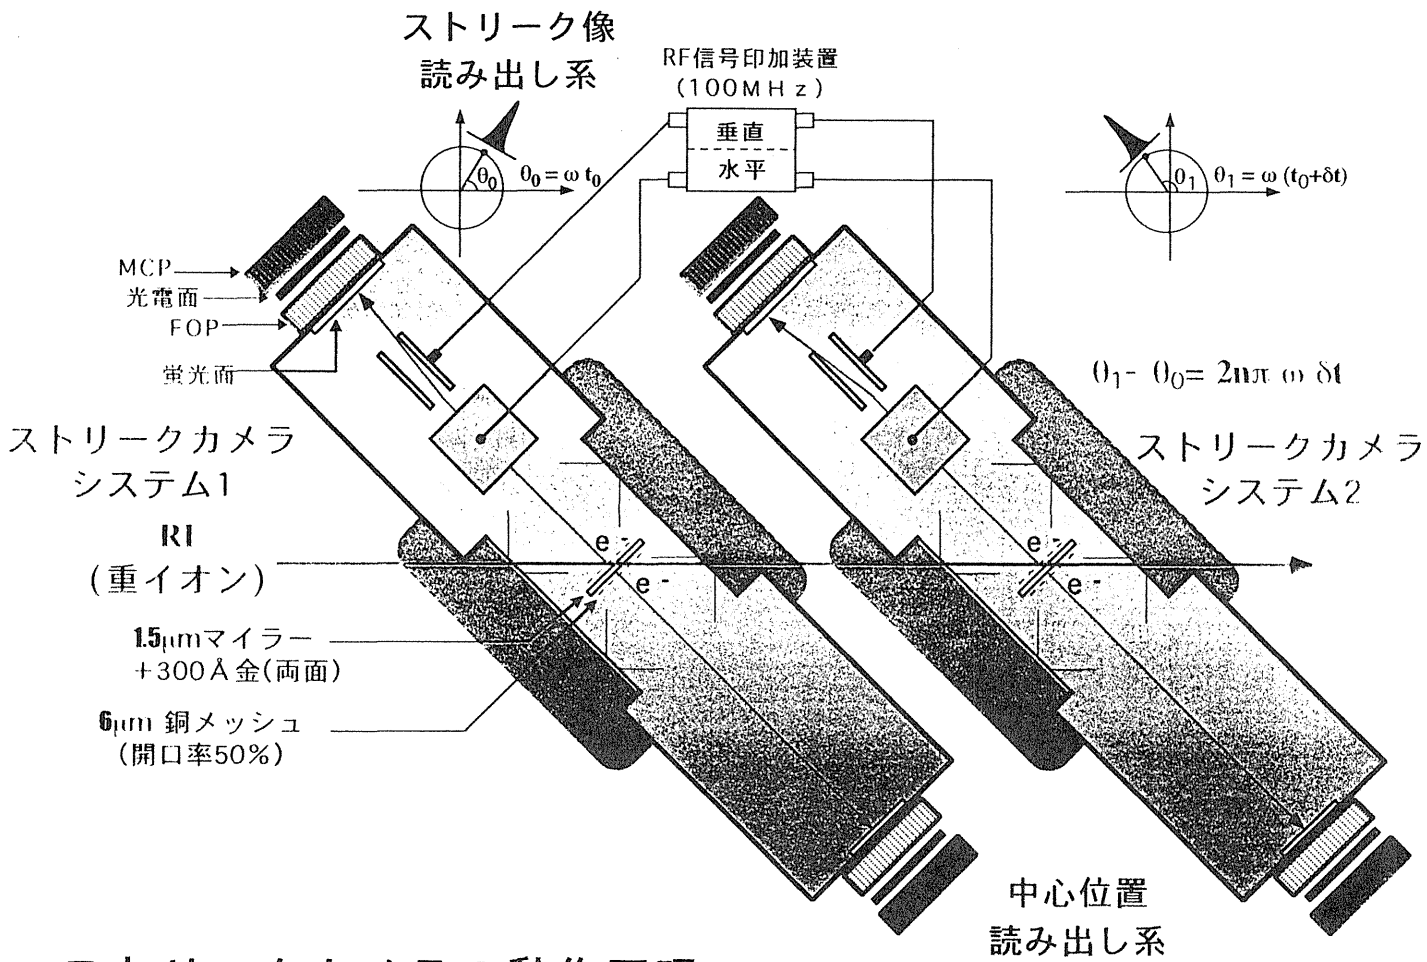 ストリーク像
読み出し系
RF信号印加装置
(100MHz)
垂直
水平
θ₀
θ₀ = ω t₀
θ₁
θ₁ = ω (t₀+δt)
MCP
光電面
FOP
蛍光面
θ₁- θ₀= 2nπ ω δt
ストリークカメラ
システム1
ストリークカメラ
システム2
RI
(重イオン)
e -
e -
e -
e -
1.5μmマイラー
+300Å金(両面)
6μm 銅メッシュ
(開口率50%)
中心位置
読み出し系